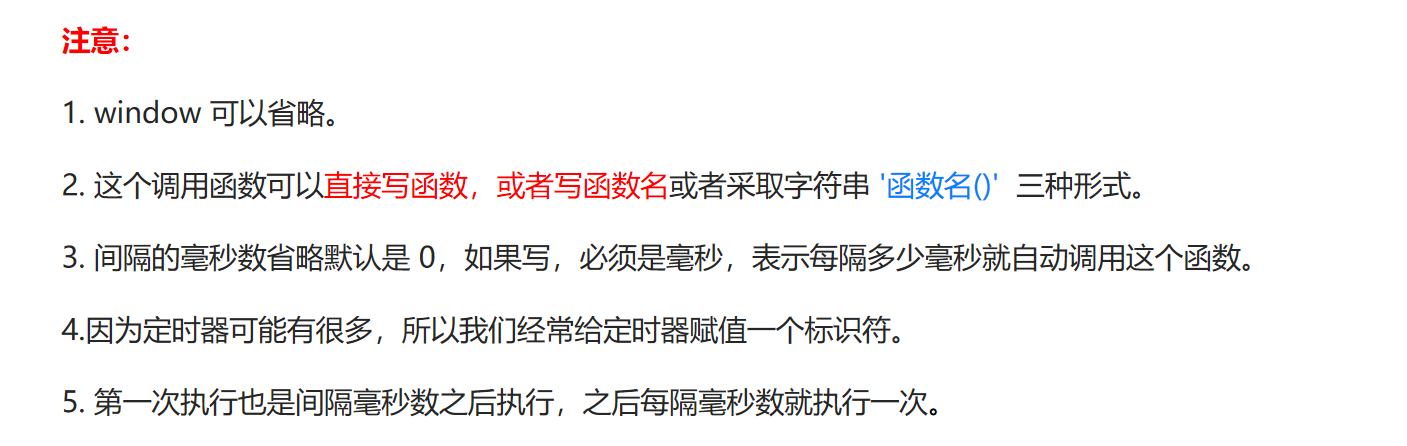 注意：
1. window 可以省略。
2. 这个调用函数可以直接写函数，或者写函数名或者采取字符串 '函数名()' 三种形式。
3. 间隔的毫秒数省略默认是 0，如果写，必须是毫秒，表示每隔多少毫秒就自动调用这个函数。
4.因为定时器可能有很多，所以我们经常给定时器赋值一个标识符。
5. 第一次执行也是间隔毫秒数之后执行，之后每隔毫秒数就执行一次。